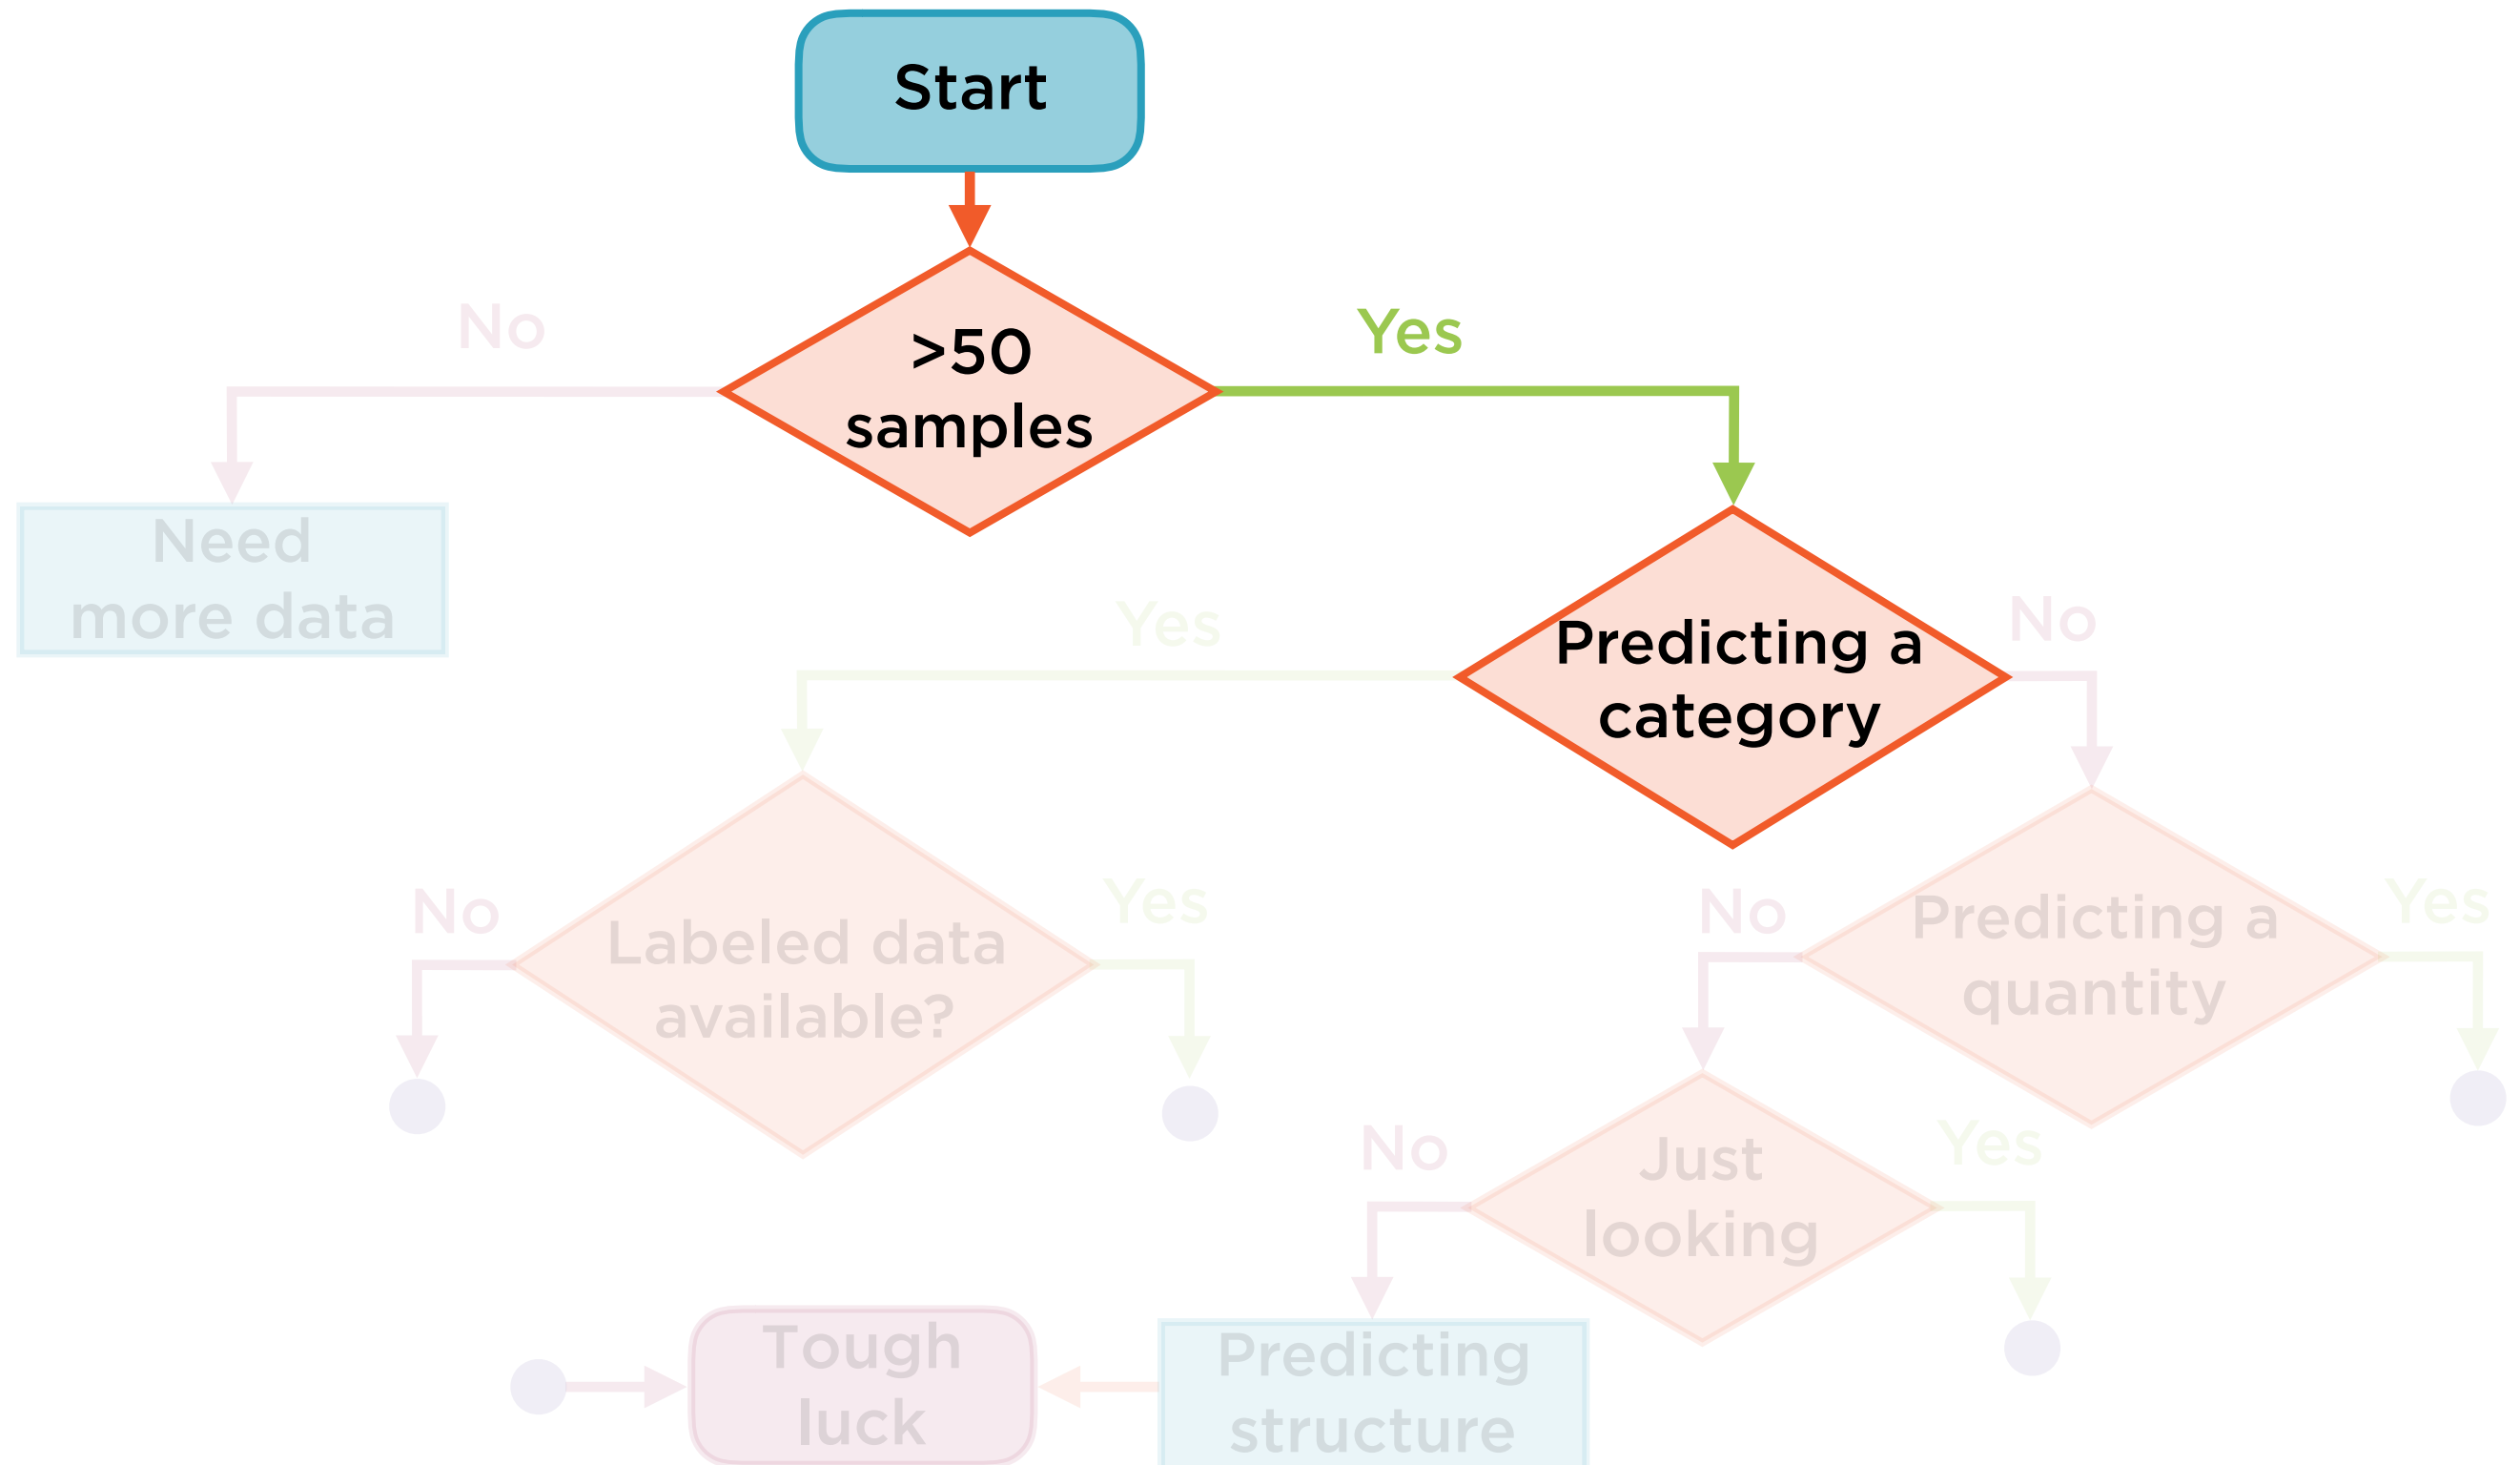 Start
No
Yes
>50
samples
Need
more data
Yes
No
Predicting a
category
No
Yes
Labeled data
available?
No
Yes
Predicting a
quantity
No
Yes
Just
looking
Tough
luck
Predicting
structure